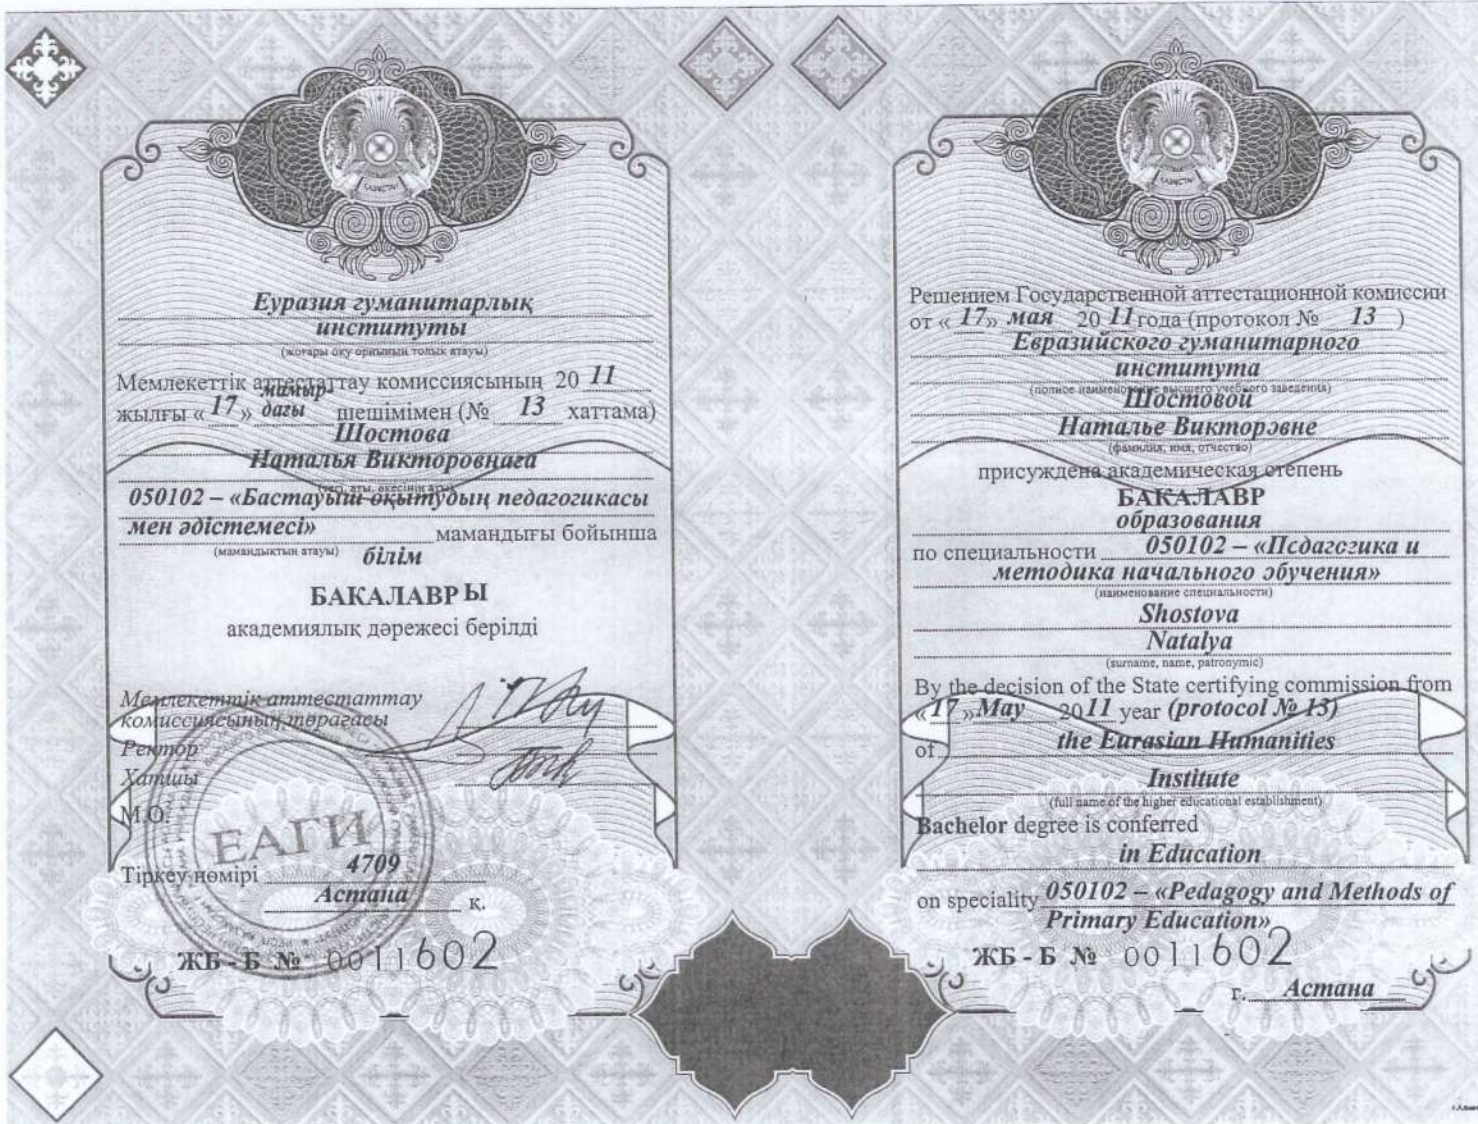 Еуразия гуманитарлық
институты
(жоғары оқу орнының толық атауы)
Мемлекеттік аттестаттау комиссиясының 20 11
мамыр-
жылғы « 17 » дағы шешімімен (№ 13 хаттама)
Шостова
Наталья Викторовнаға
(тегі, аты, әкесінің аты)
050102 – «Бастауыш оқытудың педагогикасы
мен әдістемесі» мамандығы бойынша
(мамандықтың атауы)
білім
БАКАЛАВР Ы
академиялық дәрежесі берілді
Мемлекеттік аттестаттау
комиссиясының төрағасы
Ректор
Хатшы
М.О.
ЕАГИ
Тіркеу нөмірі 4709
Астана қ.
ЖБ - Б № 0011602
ҚАЗАҚСТАН
Решением Государственной аттестационной комиссии
от « 17» мая 20 11 года (протокол № 13 )
Евразийского гуманитарного
института
(полное наименование высшего учебного заведения)
Шостовой
Наталье Викторовне
(фамилия, имя, отчество)
присуждена академическая степень
БАКАЛАВР
образования
по специальности 050102 – «Педагогика и
методика начального обучения»
(наименование специальности)
Shostova
Natalya
(surname, name, patronymic)
By the decision of the State certifying commission from
« 17 » May 2011 year (protocol № 13)
of the Eurasian Humanities
Institute
(full name of the higher educational establishment)
Bachelor degree is conferred
in Education
on speciality 050102 – «Pedagogy and Methods of
Primary Education»
ЖБ - Б № 0011602
г. Астана